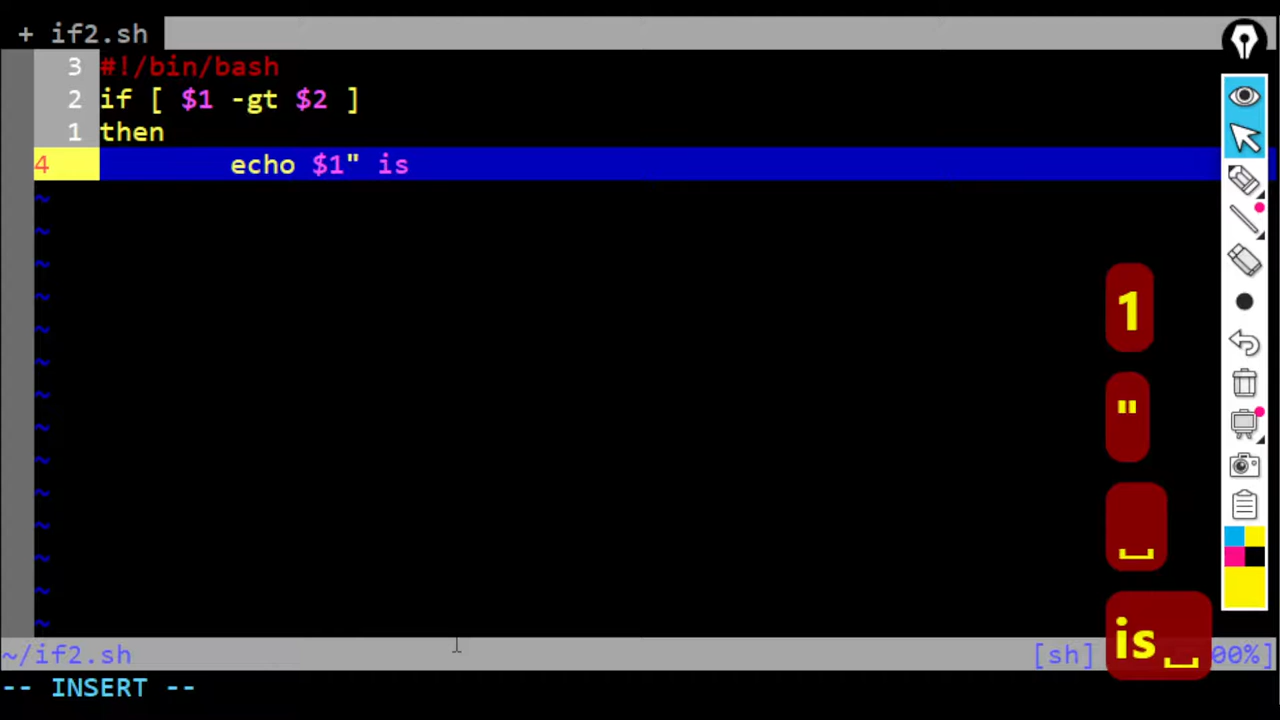 + if2.sh
3 #!/bin/bash
2 if [ $1 -gt $2 ]
1 then
4 echo $1" is
~
~
~
~
~
~
~
~
~
~
~
~
~
~
~/if2.sh [sh] 00%]
-- INSERT --
1
"
␣
is␣